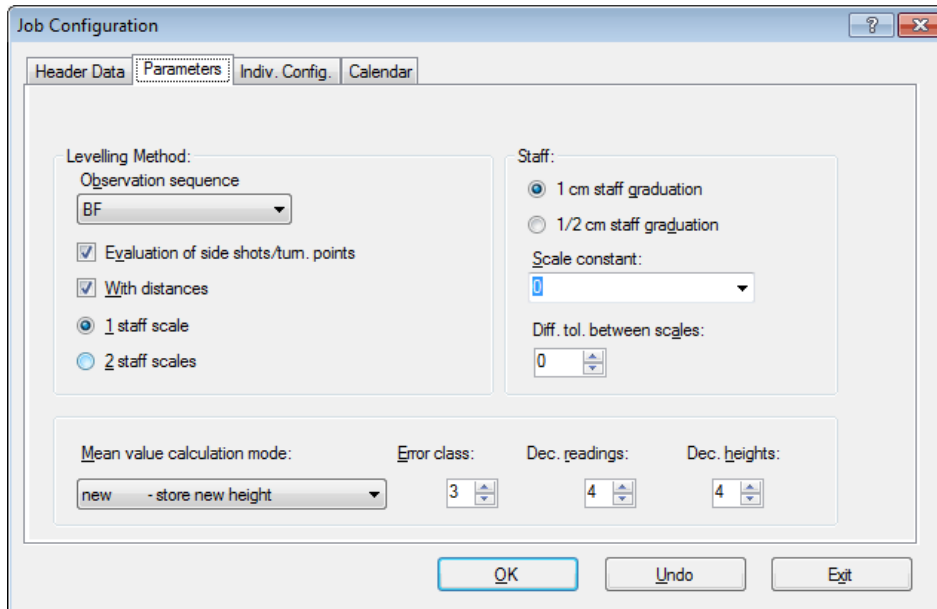 Job Configuration
Header Data Parameters Indiv. Config. Calendar
Levelling Method:
Observation sequence
BF
Evaluation of side shots/turn. points
With distances
1 staff scale
2 staff scales
Staff:
1 cm staff graduation
1/2 cm staff graduation
Scale constant:
0
Diff. tol. between scales:
0
Mean value calculation mode: Error class: Dec. readings: Dec. heights:
new - store new height 3 4 4
OK Undo Exit